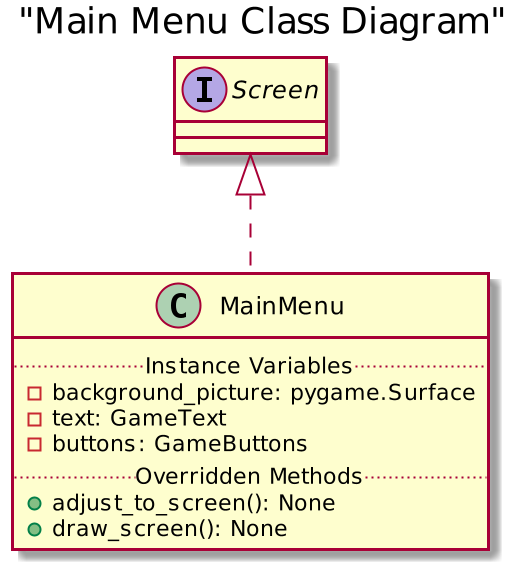 "Main Menu Class Diagram"
I Screen
C MainMenu
Instance Variables
background_picture: pygame.Surface
text: GameText
buttons: GameButtons
Overridden Methods
adjust_to_screen(): None
draw_screen(): None